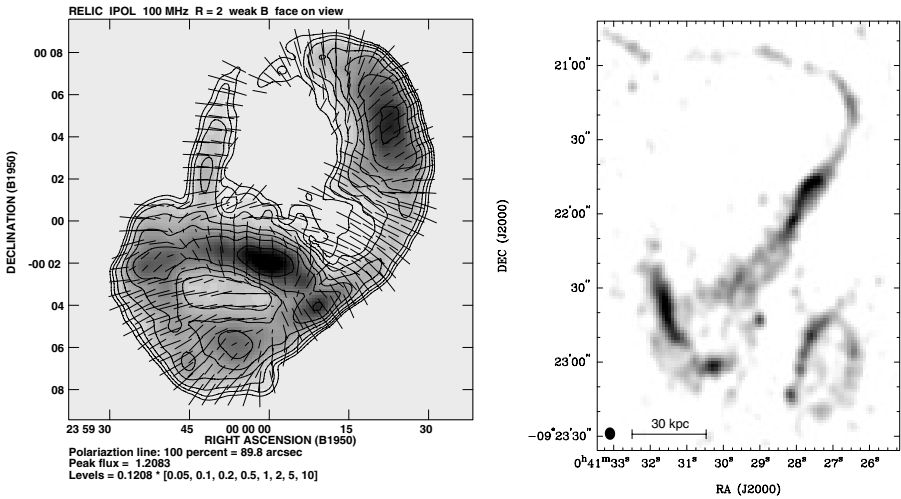 RELIC IPOL 100 MHz R = 2 weak B face on view
00 08
06
04
02
00
-00 02
04
06
08
DECLINATION (B1950)
23 59 30
45
00 00 00
15
30
RIGHT ASCENSION (B1950)
Polariaztion line: 100 percent = 89.8 arcsec
Peak flux = 1.2083
Levels = 0.1208 * [0.05, 0.1, 0.2, 0.5, 1, 2, 5, 10]
21°00"
30"
22°00"
30"
23°00"
-09°23'30"
DEC (J2000)
30 kpc
0ʰ41ᵐ33ˢ
32ˢ
31ˢ
30ˢ
29ˢ
28ˢ
27ˢ
26ˢ
RA (J2000)